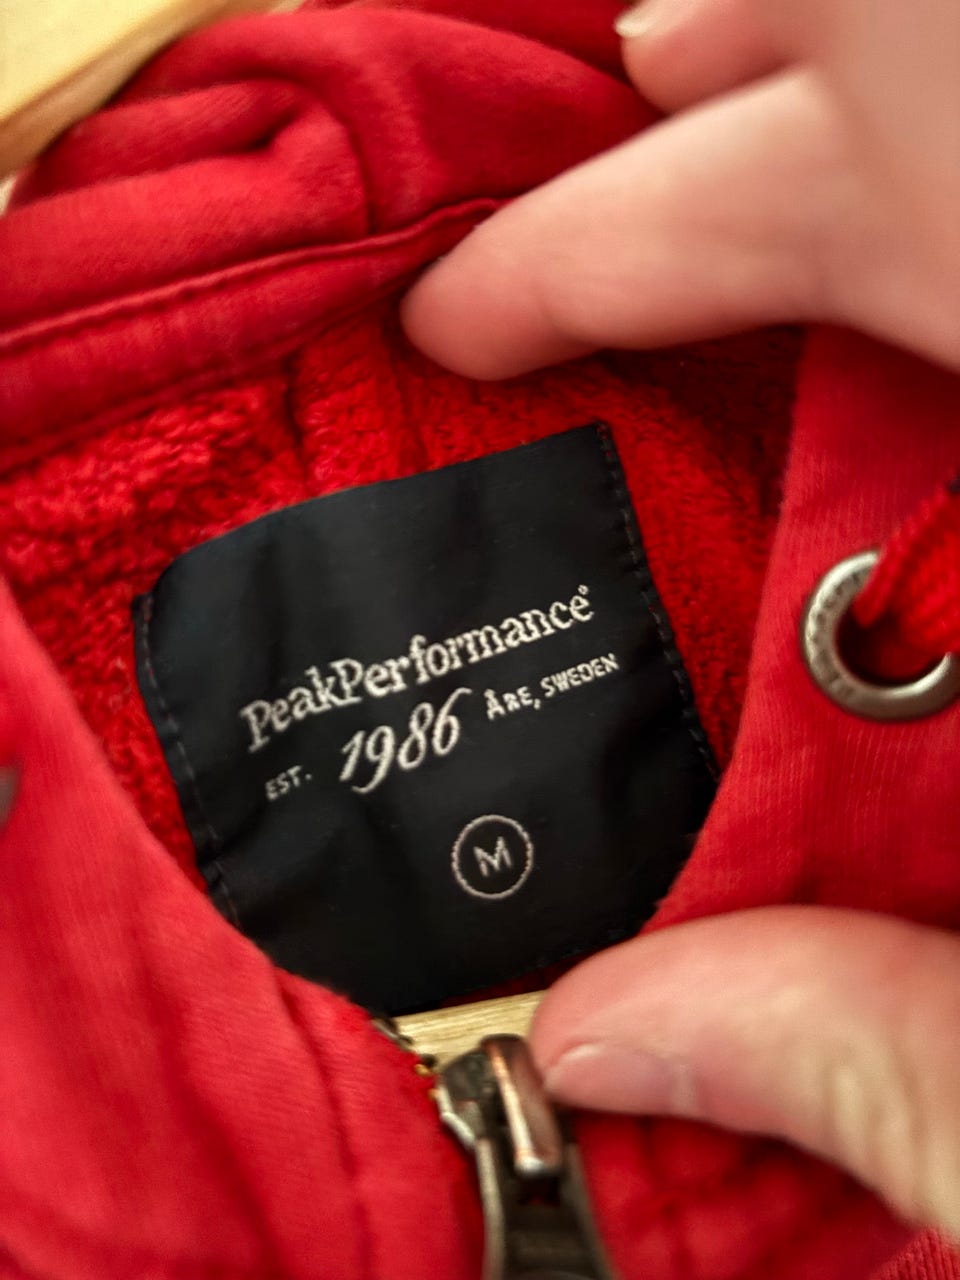 PeakPerformance®
EST. 1986 ÅRE, SWEDEN
M